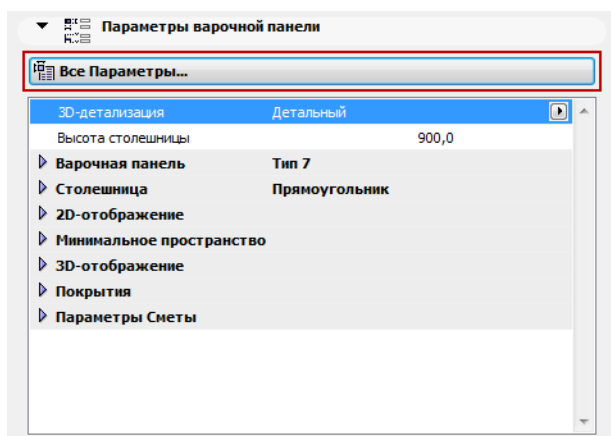 Параметры варочной панели
Все Параметры...
3D-детализация Детальный
Высота столешницы 900,0
Варочная панель Тип 7
Столешница Прямоугольник
2D-отображение
Минимальное пространство
3D-отображение
Покрытия
Параметры Сметы